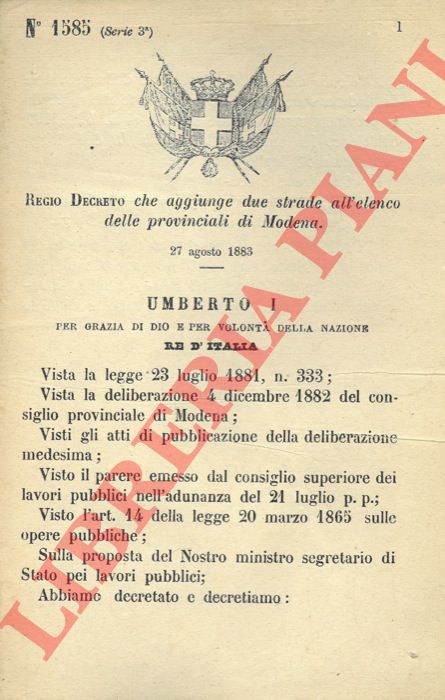 N° 1585 (Serie 3ª)
1
REGIO DECRETO che aggiunge due strade all'elenco
delle provinciali di Modena.
27 agosto 1883
UMBERTO I
PER GRAZIA DI DIO E PER VOLONTÀ DELLA NAZIONE
RE D'ITALIA
Vista la legge 23 luglio 1881, n. 333;
Vista la deliberazione 4 dicembre 1882 del con-
siglio provinciale di Modena;
Visti gli atti di pubblicazione della deliberazione
medesima;
Visto il parere emesso dal consiglio superiore dei
lavori pubblici nell'adunanza del 21 luglio p. p.;
Visto l'art. 14 della legge 20 marzo 1865 sulle
opere pubbliche;
Sulla proposta del Nostro ministro segretario di
Stato pei lavori pubblici;
Abbiamo decretato e decretiamo:
LIBRERIA PIANI